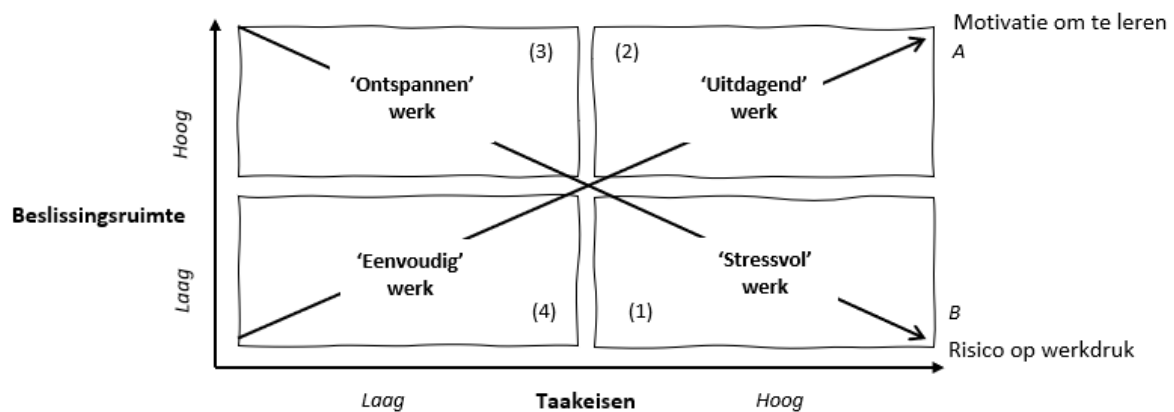 Motivatie om te leren
A
(3)
(2)
‘Ontspannen’
werk
‘Uitdagend’
werk
Hoog
Beslissingsruimte
Laag
‘Eenvoudig’
werk
‘Stressvol’
werk
(4)
(1)
B
Risico op werkdruk
Laag
Taakeisen
Hoog